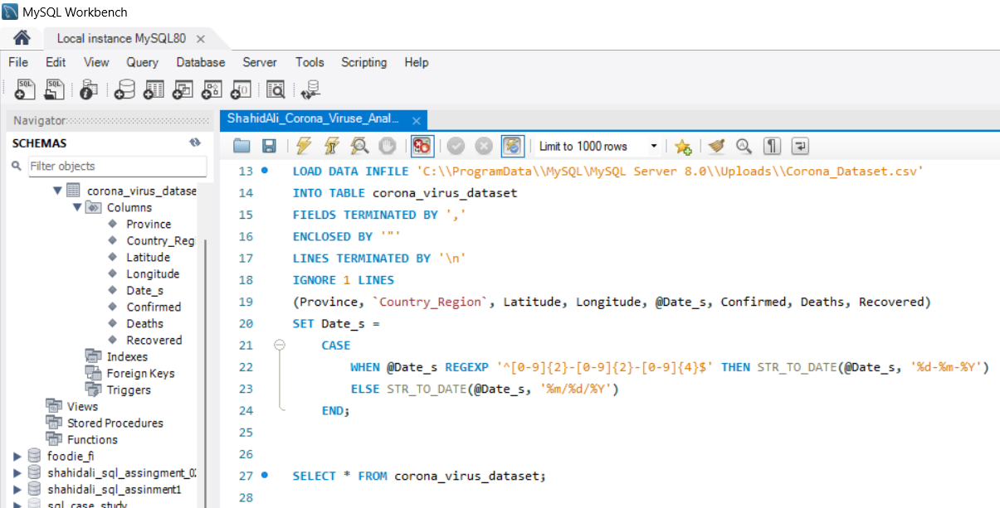 MySQL Workbench
Local instance MySQL80
File Edit View Query Database Server Tools Scripting Help
SQL SQL
Navigator
SCHEMAS
Filter objects
corona_virus_datase
Columns
Province
Country_Reg
Latitude
Longitude
Date_s
Confirmed
Deaths
Recovered
Indexes
Foreign Keys
Triggers
Views
Stored Procedures
Functions
foodie_fi
shahidali_sql_assingment_02
shahidali_sql_assinment1
sql_case_study
ShahidAli_Corona_Viruse_Anal...
Limit to 1000 rows
13 LOAD DATA INFILE 'C:\\ProgramData\\MySQL\MySQL Server 8.0\\Uploads\\Corona_Dataset.csv'
14 INTO TABLE corona_virus_dataset
15 FIELDS TERMINATED BY ','
16 ENCLOSED BY '"'
17 LINES TERMINATED BY '\n'
18 IGNORE 1 LINES
19 (Province, `Country_Region`, Latitude, Longitude, @Date_s, Confirmed, Deaths, Recovered)
20 SET Date_s =
21 CASE
22 WHEN @Date_s REGEXP '^[0-9]{2}-[0-9]{2}-[0-9]{4}$' THEN STR_TO_DATE(@Date_s, '%d-%m-%Y')
23 ELSE STR_TO_DATE(@Date_s, '%m/%d/%Y')
24 END;
25
26
27 SELECT * FROM corona_virus_dataset;
28